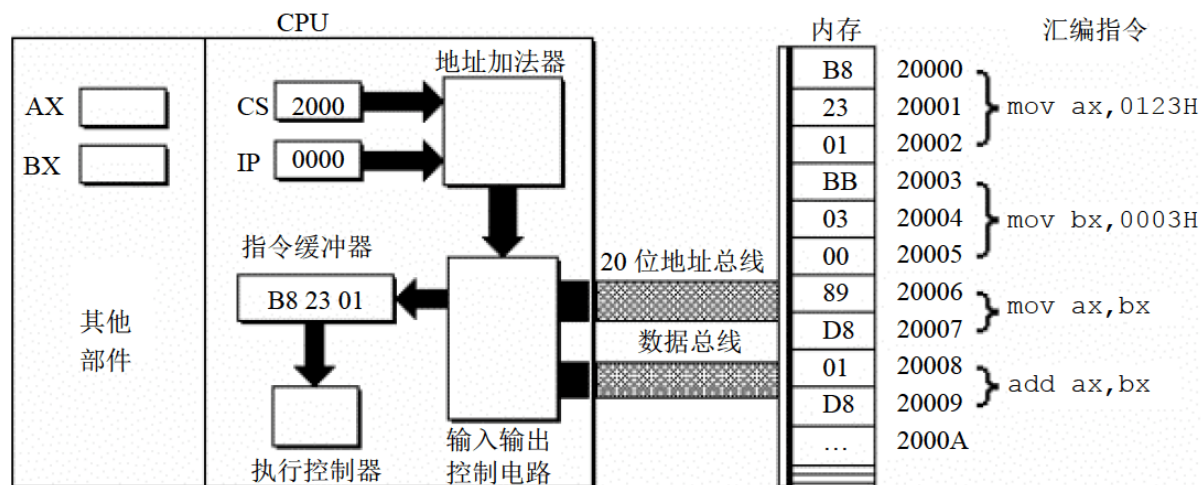 CPU
内存
汇编指令
地址加法器
AX
BX
CS
2000
IP
0000
指令缓冲器
B8 23 01
其他
部件
执行控制器
输入输出
控制电路
20 位地址总线
数据总线
B8 20000
23 20001
01 20002
mov ax,0123H
BB 20003
03 20004
00 20005
mov bx,0003H
89 20006
D8 20007
mov ax,bx
01 20008
D8 20009
add ax,bx
… 2000A